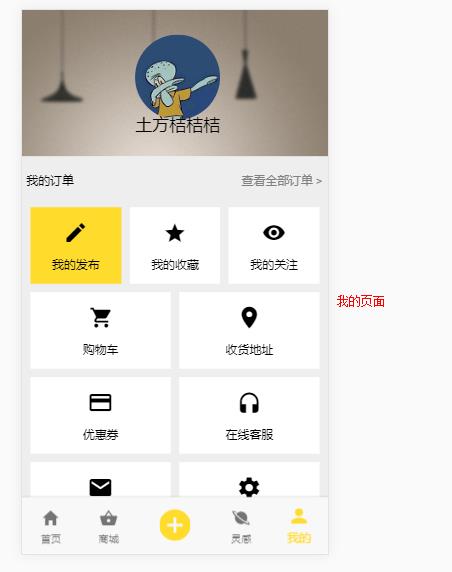 土方桔桔桔
我的订单
查看全部订单 >
我的发布
我的收藏
我的关注
我的页面
购物车
收货地址
优惠券
在线客服
首页
商城
灵感
我的